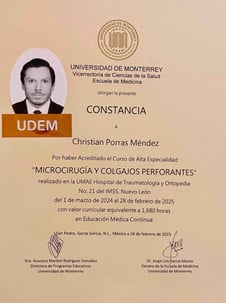 UNIVERSIDAD DE MONTERREY
Vicerrectoría de Ciencias de la Salud
Escuela de Medicina
otorgan la presente
CONSTANCIA
A
UDEM
Christian Porras Méndez
Por haber Acreditado el Curso de Alta Especialidad
"MICROCIRUGÍA Y COLGAJOS PERFORANTES"
realizado en la UMAE Hospital de Traumatología y Ortopedia
No. 21 del IMSS, Nuevo León
del 1 de marzo de 2024 al 28 de febrero de 2025
con valor curricular equivalente a 1,680 horas
en Educación Médica Continua
San Pedro, Garza García, N.L., México a 28 de febrero de 2025
Dra. Azucena Maribel Rodríguez González
Directora de Programas Educativos
Universidad de Monterrey
Dr. Jorge Luis García Macías
Decano de la Escuela de Medicina
Universidad de Monterrey